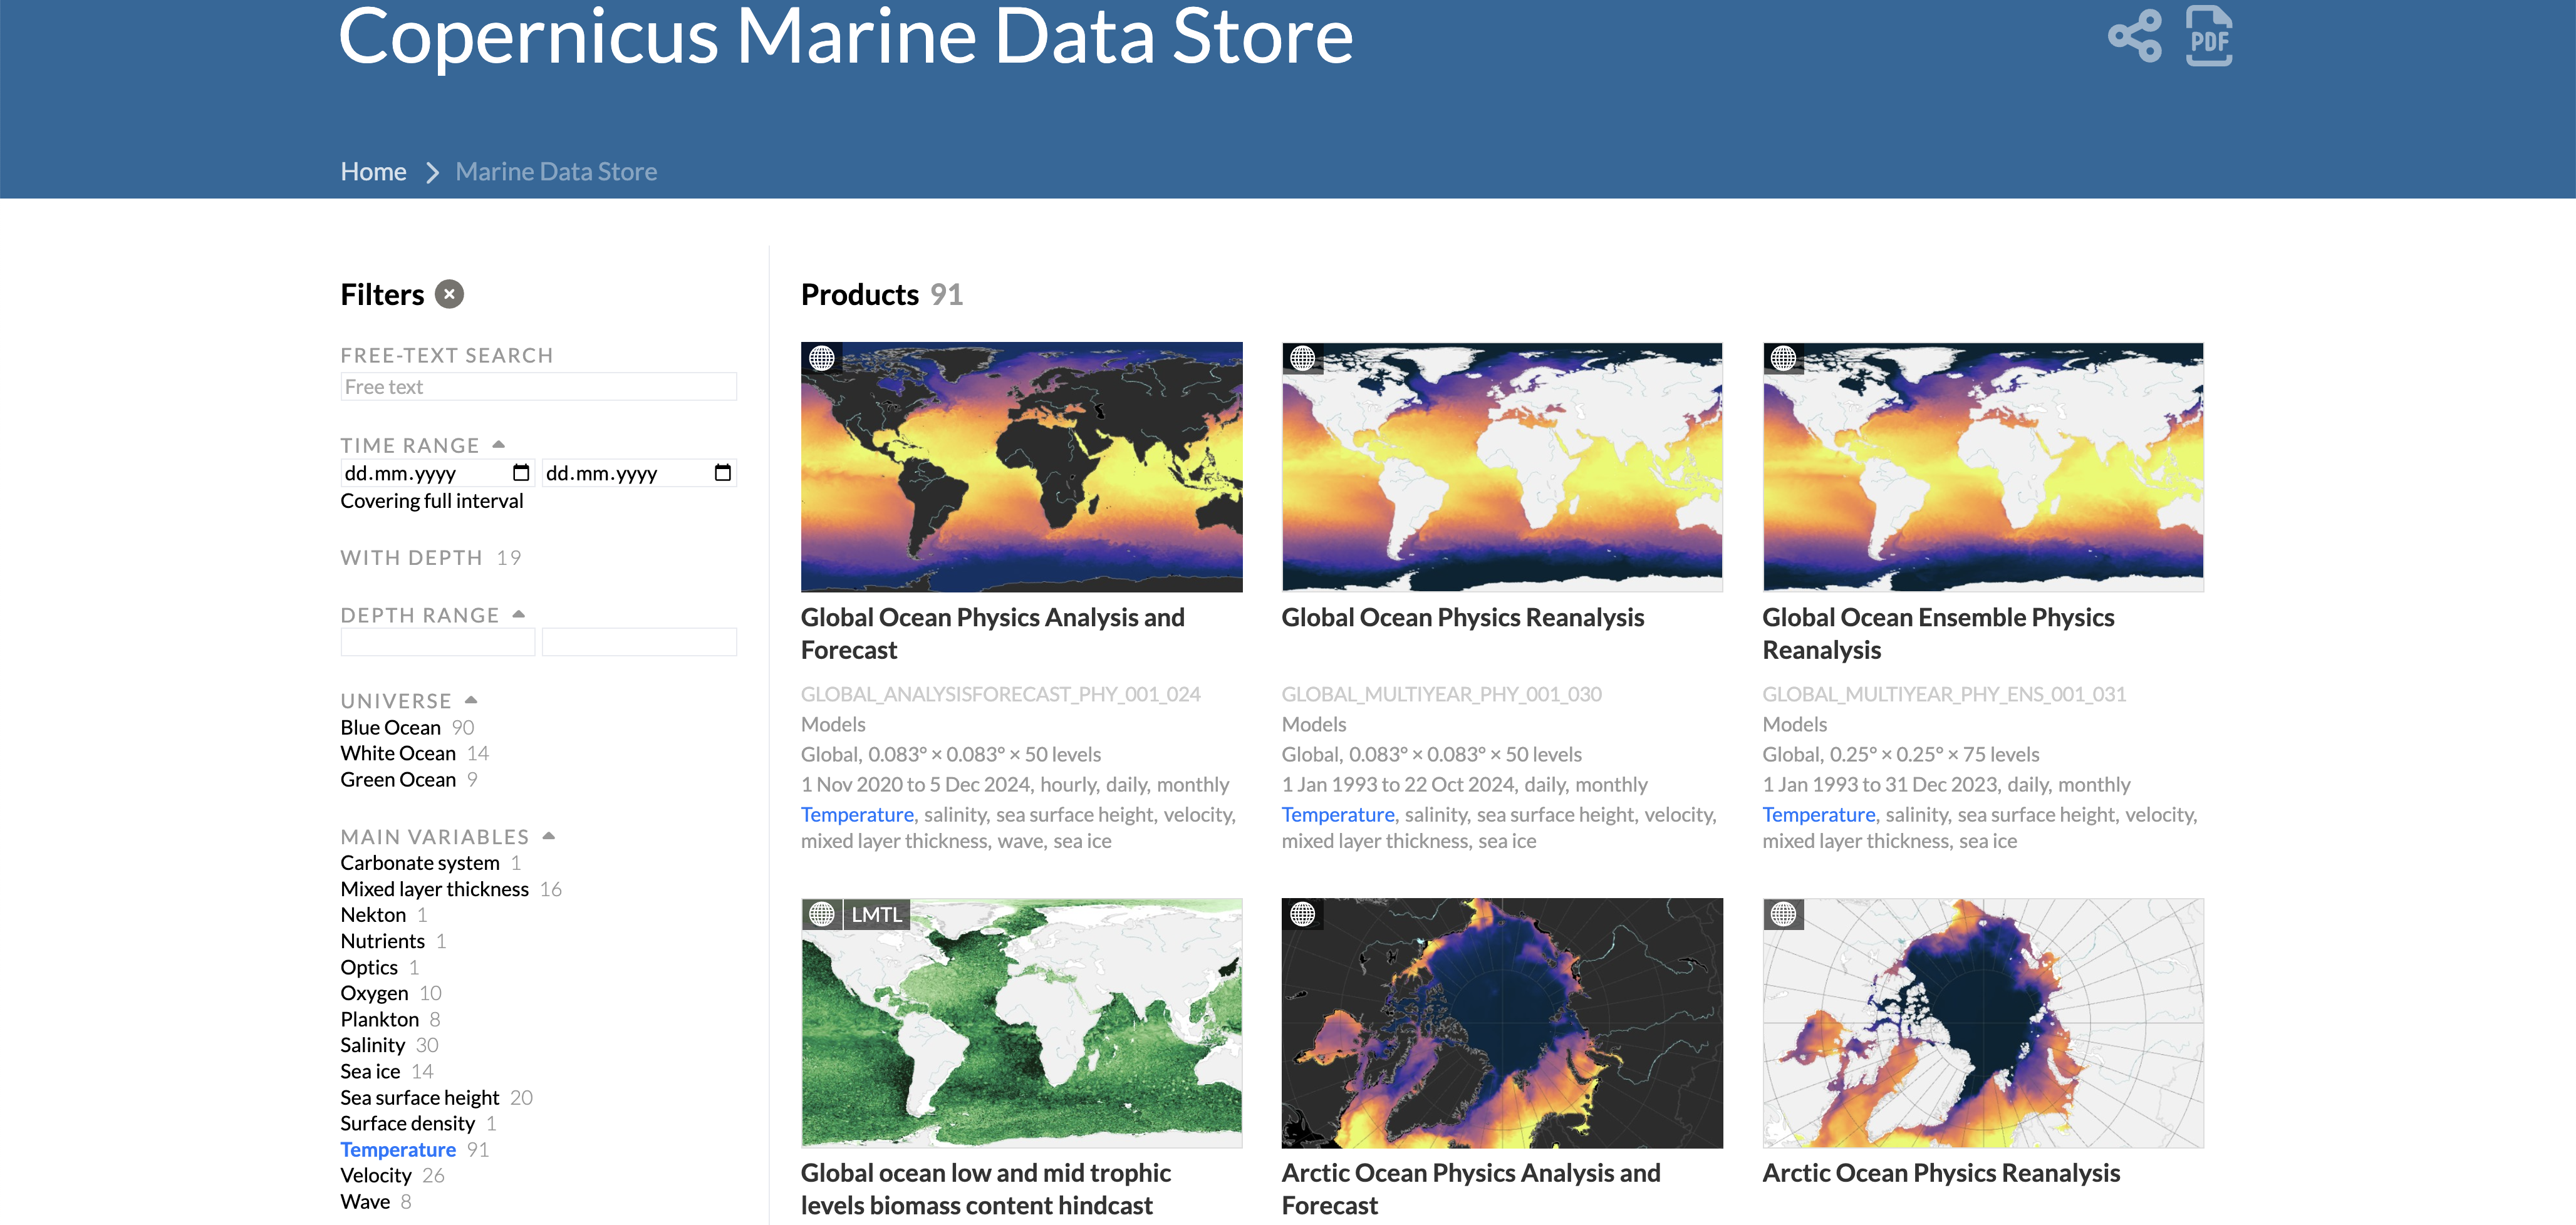 Copernicus Marine Data Store
PDF
Home
Marine Data Store
Filters
FREE-TEXT SEARCH
Free text
TIME RANGE
dd.mm.yyyy dd.mm.yyyy
Covering full interval
WITH DEPTH 19
DEPTH RANGE
UNIVERSE
Blue Ocean 90
White Ocean 14
Green Ocean 9
MAIN VARIABLES
Carbonate system 1
Mixed layer thickness 16
Nekton 1
Nutrients 1
Optics 1
Oxygen 10
Plankton 8
Salinity 30
Sea ice 14
Sea surface height 20
Surface density 1
Temperature 91
Velocity 26
Wave 8
Products 91
Global Ocean Physics Analysis and
Forecast
GLOBAL_ANALYSISFORECAST_PHY_001_024
Models
Global, 0.083° × 0.083° × 50 levels
1 Nov 2020 to 5 Dec 2024, hourly, daily, monthly
Temperature, salinity, sea surface height, velocity,
mixed layer thickness, wave, sea ice
Global Ocean Physics Reanalysis
GLOBAL_MULTIYEAR_PHY_001_030
Models
Global, 0.083° × 0.083° × 50 levels
1 Jan 1993 to 22 Oct 2024, daily, monthly
Temperature, salinity, sea surface height, velocity,
mixed layer thickness, sea ice
Global Ocean Ensemble Physics
Reanalysis
GLOBAL_MULTIYEAR_PHY_ENS_001_031
Models
Global, 0.25° × 0.25° × 75 levels
1 Jan 1993 to 31 Dec 2023, daily, monthly
Temperature, salinity, sea surface height, velocity,
mixed layer thickness, sea ice
LMTL
Global ocean low and mid trophic
levels biomass content hindcast
Arctic Ocean Physics Analysis and
Forecast
Arctic Ocean Physics Reanalysis